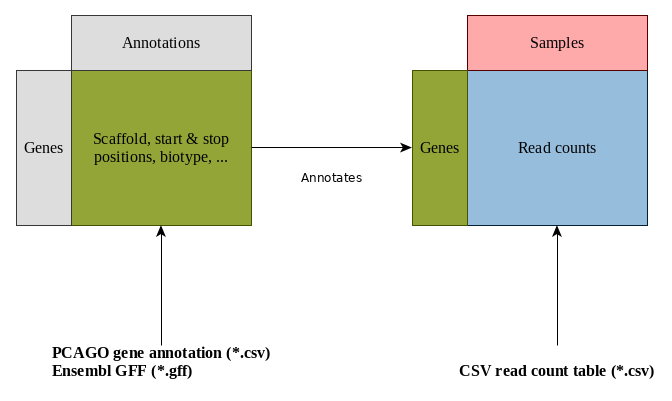 Annotations
Samples
Genes
Scaffold, start & stop
positions, biotype, ...
Genes
Read counts
Annotates
PCAGO gene annotation (*.csv)
Ensembl GFF (*.gff)
CSV read count table (*.csv)